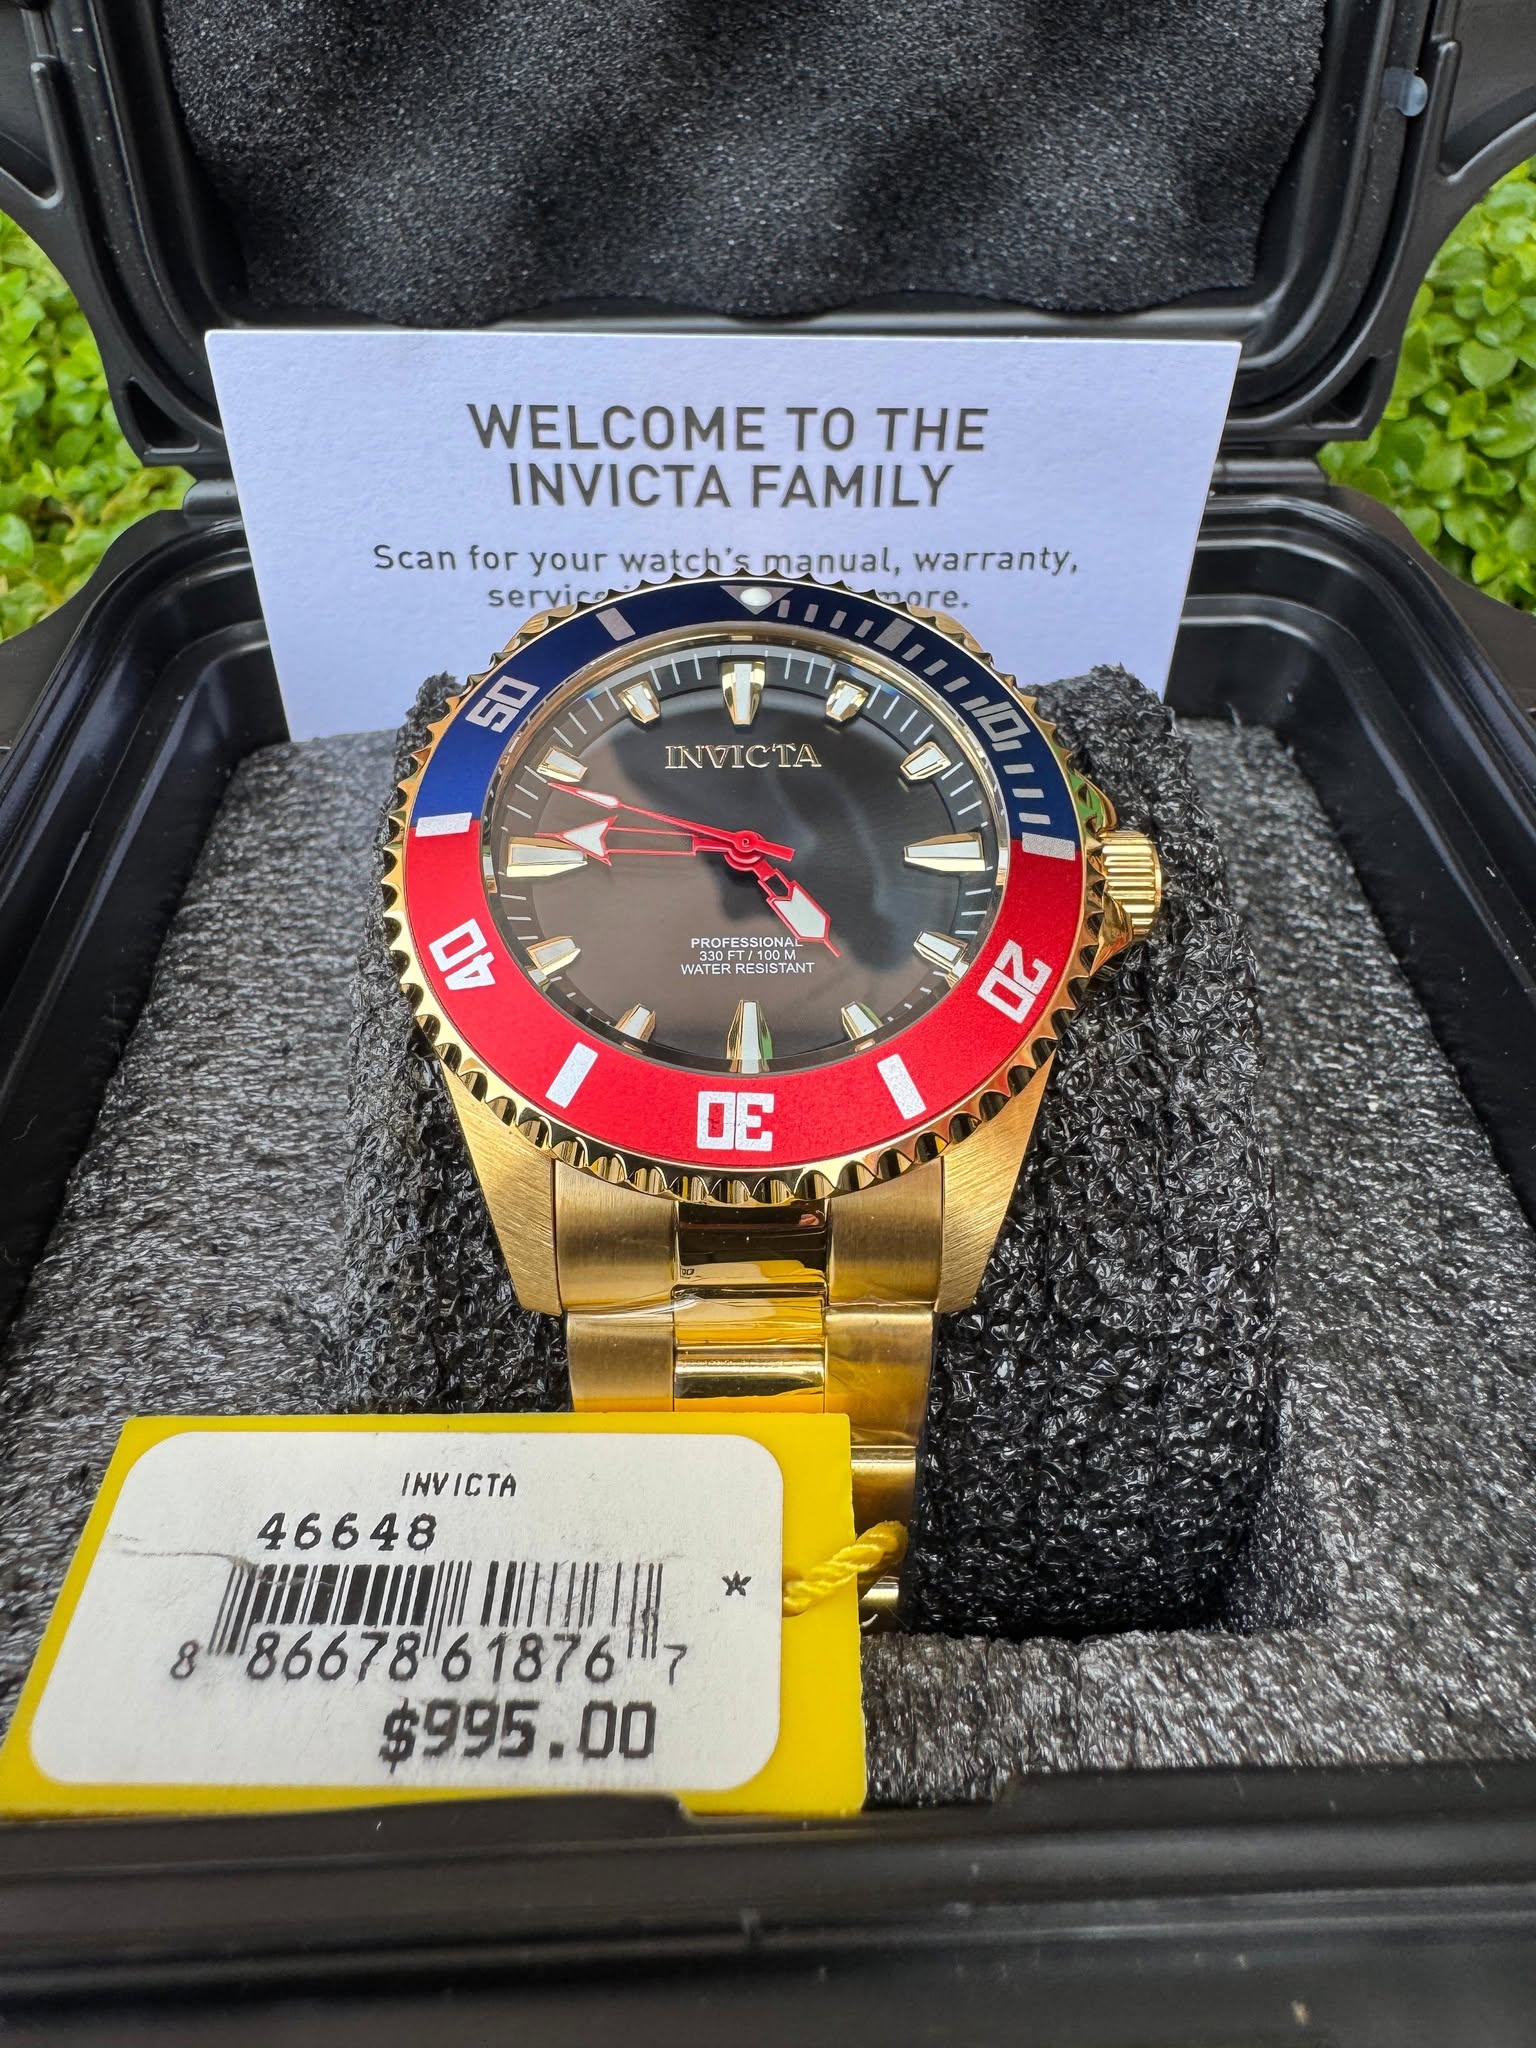 WELCOME TO THE
INVICTA FAMILY
Scan for your watch's manual, warranty,
more.
50
10
INVICTA
PROFESSIONAL
330 FT / 100 M
WATER RESISTANT
40
20
30
INVICTA
46648
8 86678 61876 7
$995.00